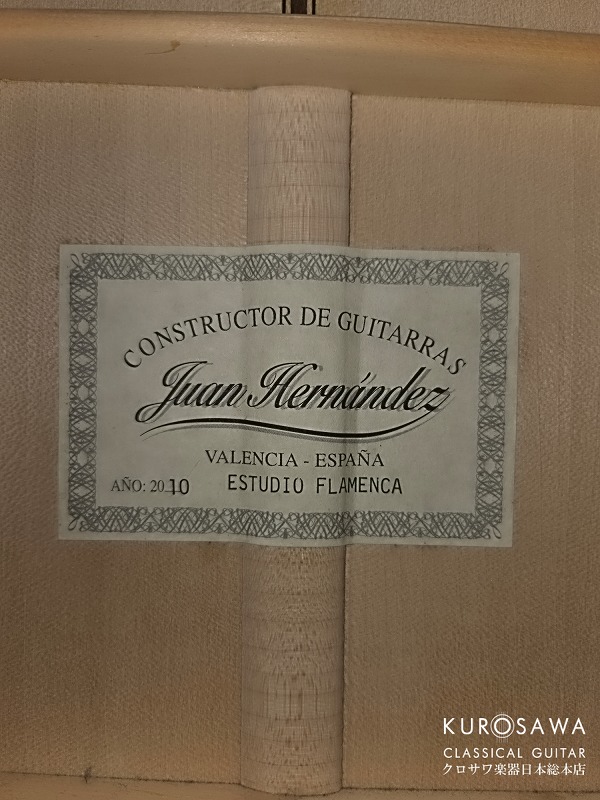 CONSTRUCTOR DE GUITARRAS
Juan Hernández
VALENCIA - ESPAÑA
AÑO: 2010 ESTUDIO FLAMENCA
KUROSAWA
CLASSICAL GUITAR
クロサワ楽器日本総本店